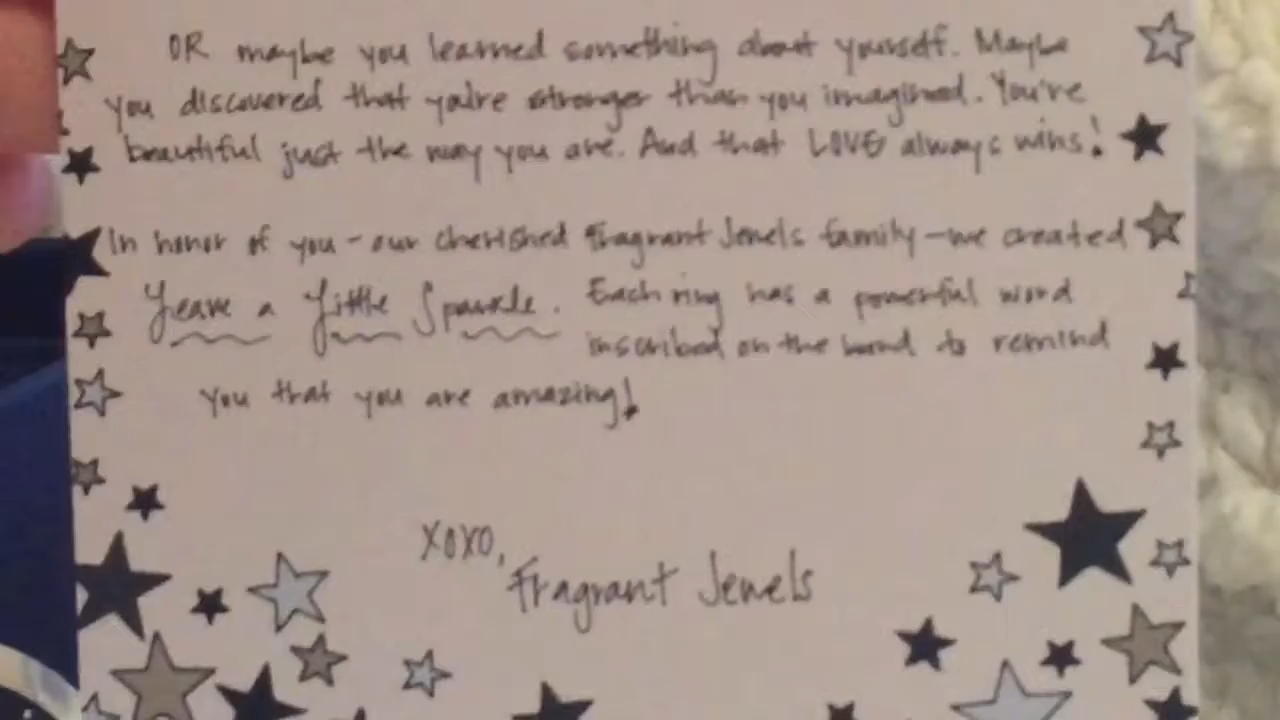 OR maybe you learned something about yourself. Maybe
you discovered that you're stronger than you imagined. You're
beautiful just the way you are. And that LOVE always wins!
In honor of you - our cherished Fragrant Jewels family - we created
Leave a Little Sparkle. Each ring has a powerful word
inscribed on the band to remind
you that you are amazing!
XOXO,
Fragrant Jewels